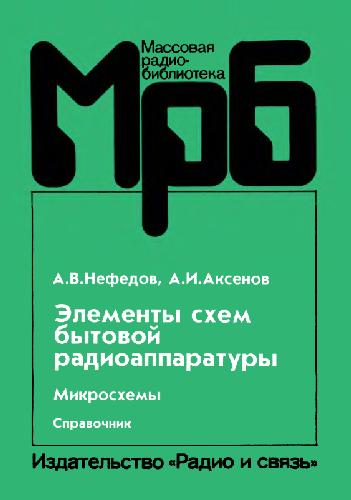 Массовая
радио-
библиотека
Мрб
А.В.Нефедов, А.И.Аксенов
Элементы схем
бытовой
радиоаппаратуры
Микросхемы
Справочник
Издательство «Радио и связь»